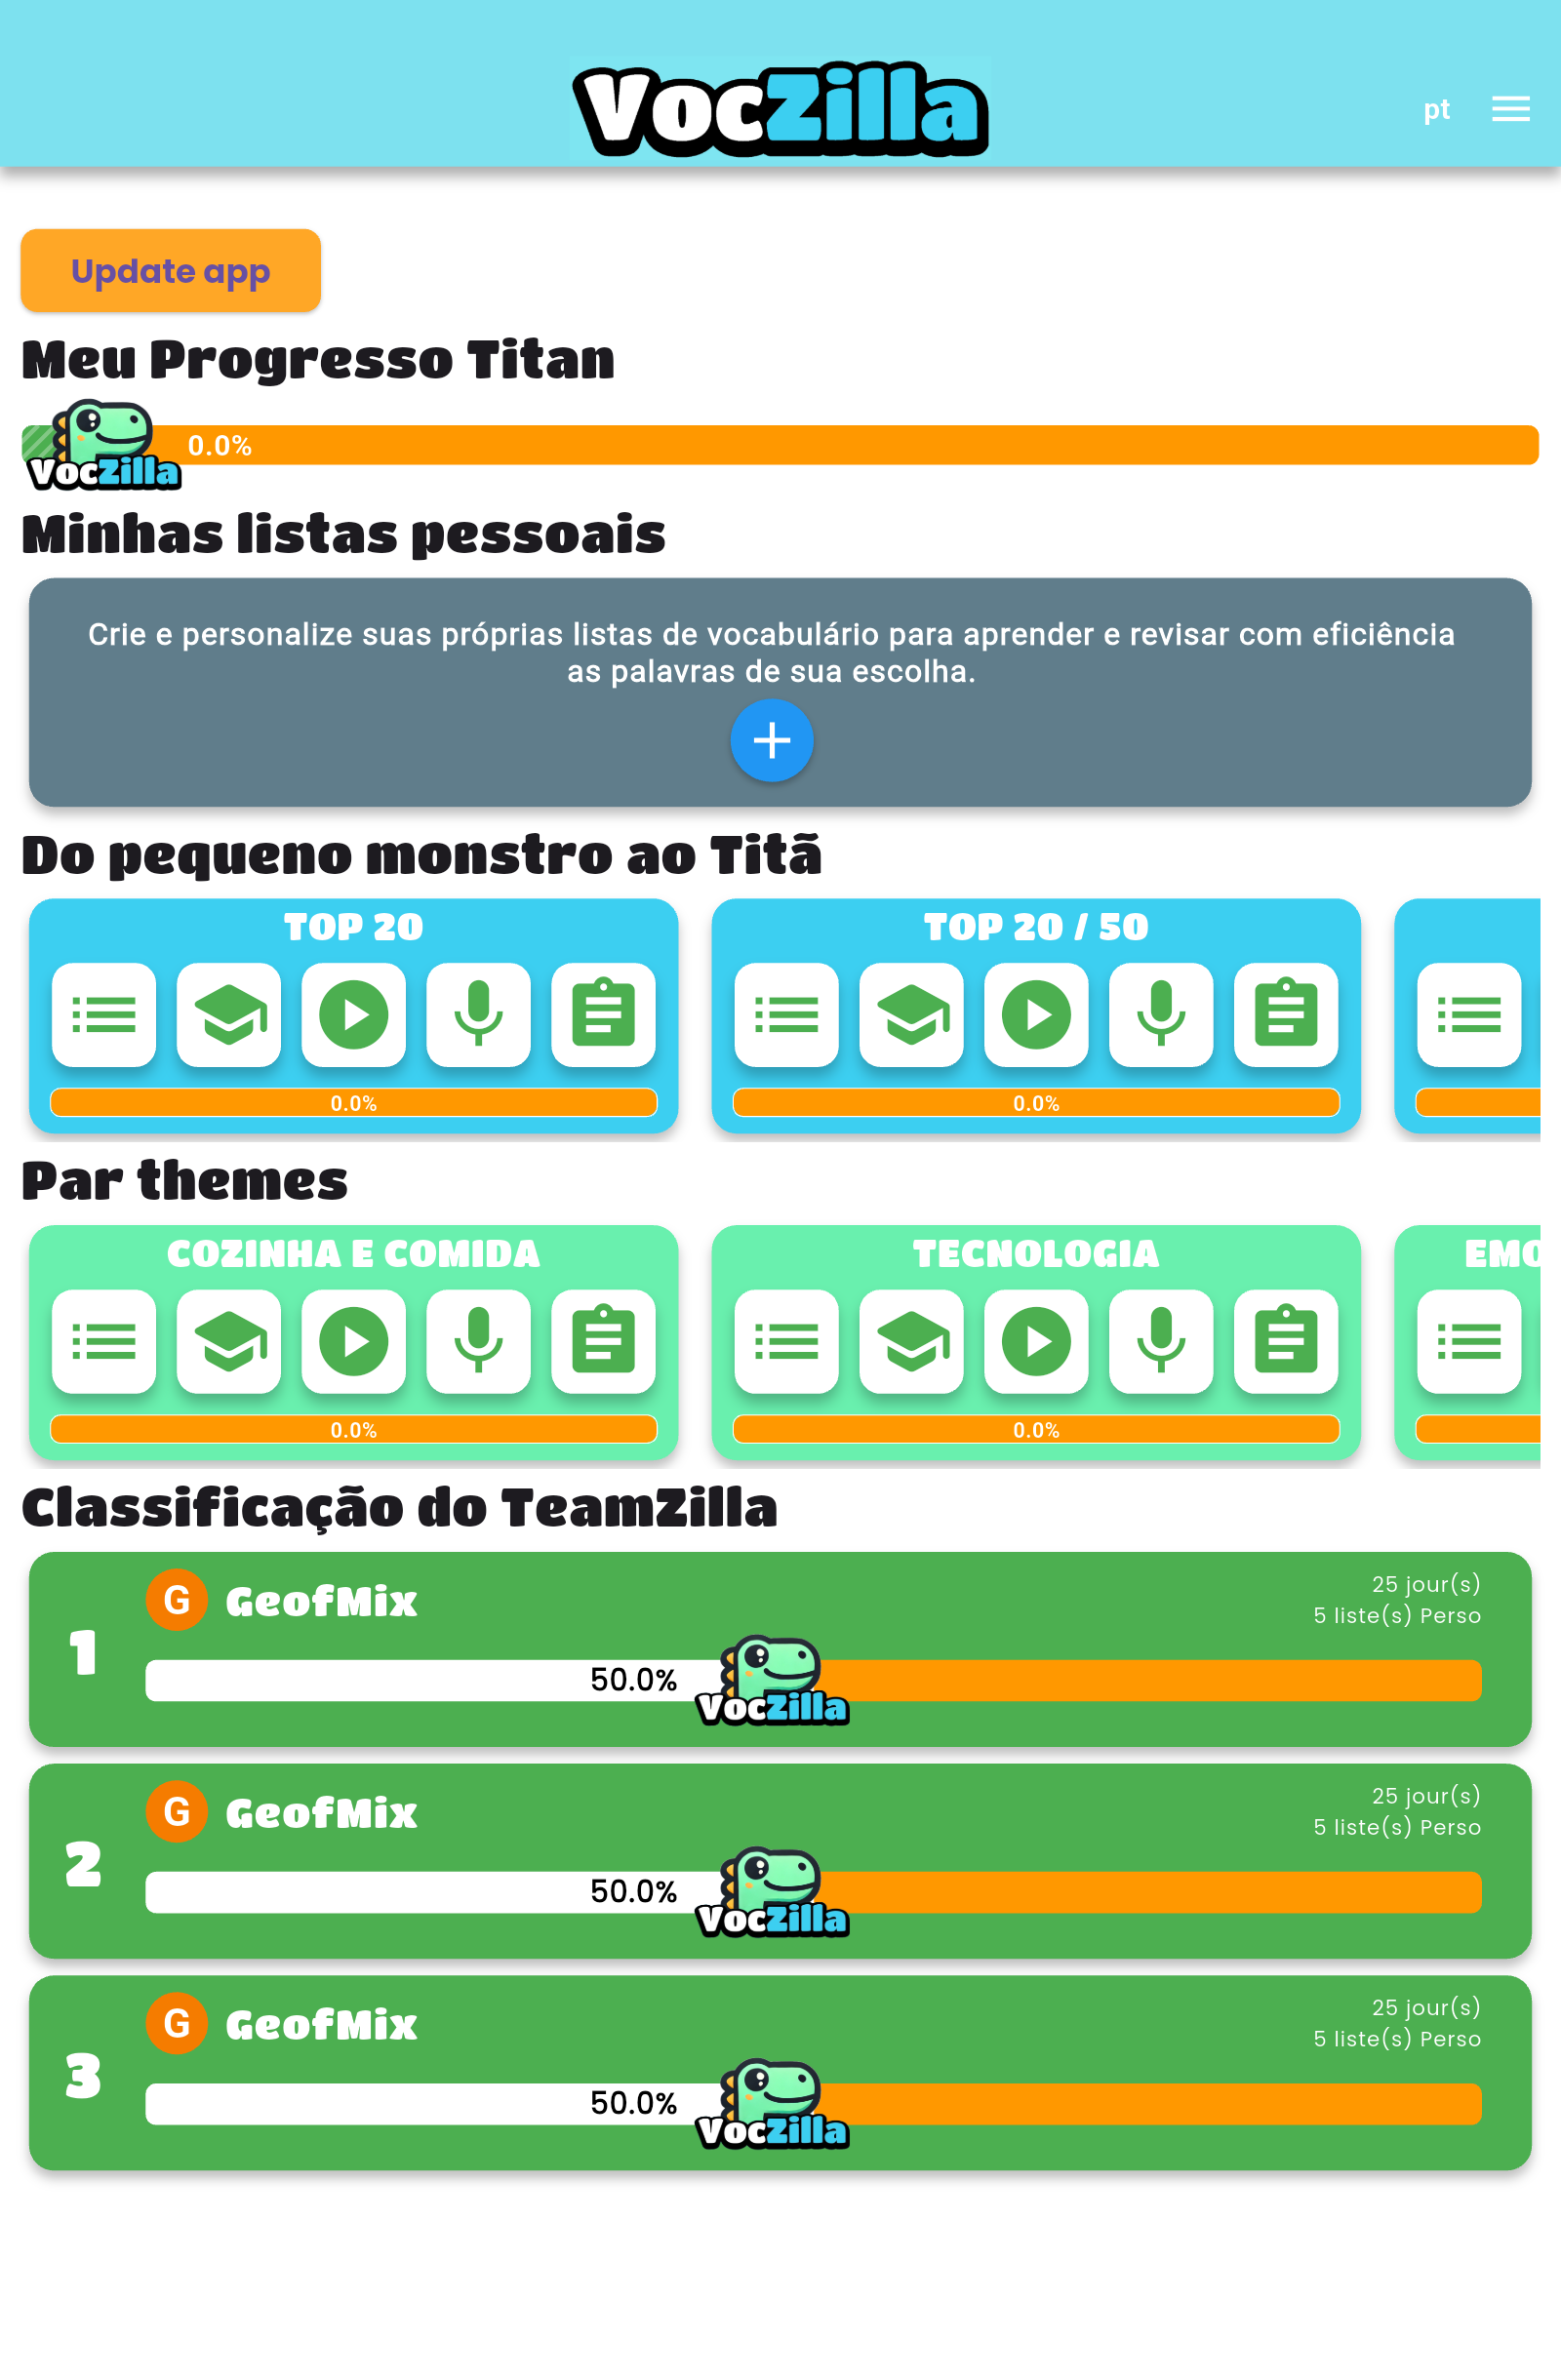 VocZilla
pt
Update app
Meu Progresso Titan
0.0%
VocZilla
Minhas listas pessoais
Crie e personalize suas próprias listas de vocabulário para aprender e revisar com eficiência
as palavras de sua escolha.
Do pequeno monstro ao Titã
TOP 20
TOP 20 / 50
0.0%
0.0%
Par themes
COZINHA E COMIDA
TECNOLOGIA
EMO
0.0%
0.0%
Classificação do TeamZilla
1
G
GeofMix
25 jour(s)
5 liste(s) Perso
50.0%
VocZilla
2
G
GeofMix
25 jour(s)
5 liste(s) Perso
50.0%
VocZilla
3
G
GeofMix
25 jour(s)
5 liste(s) Perso
50.0%
VocZilla